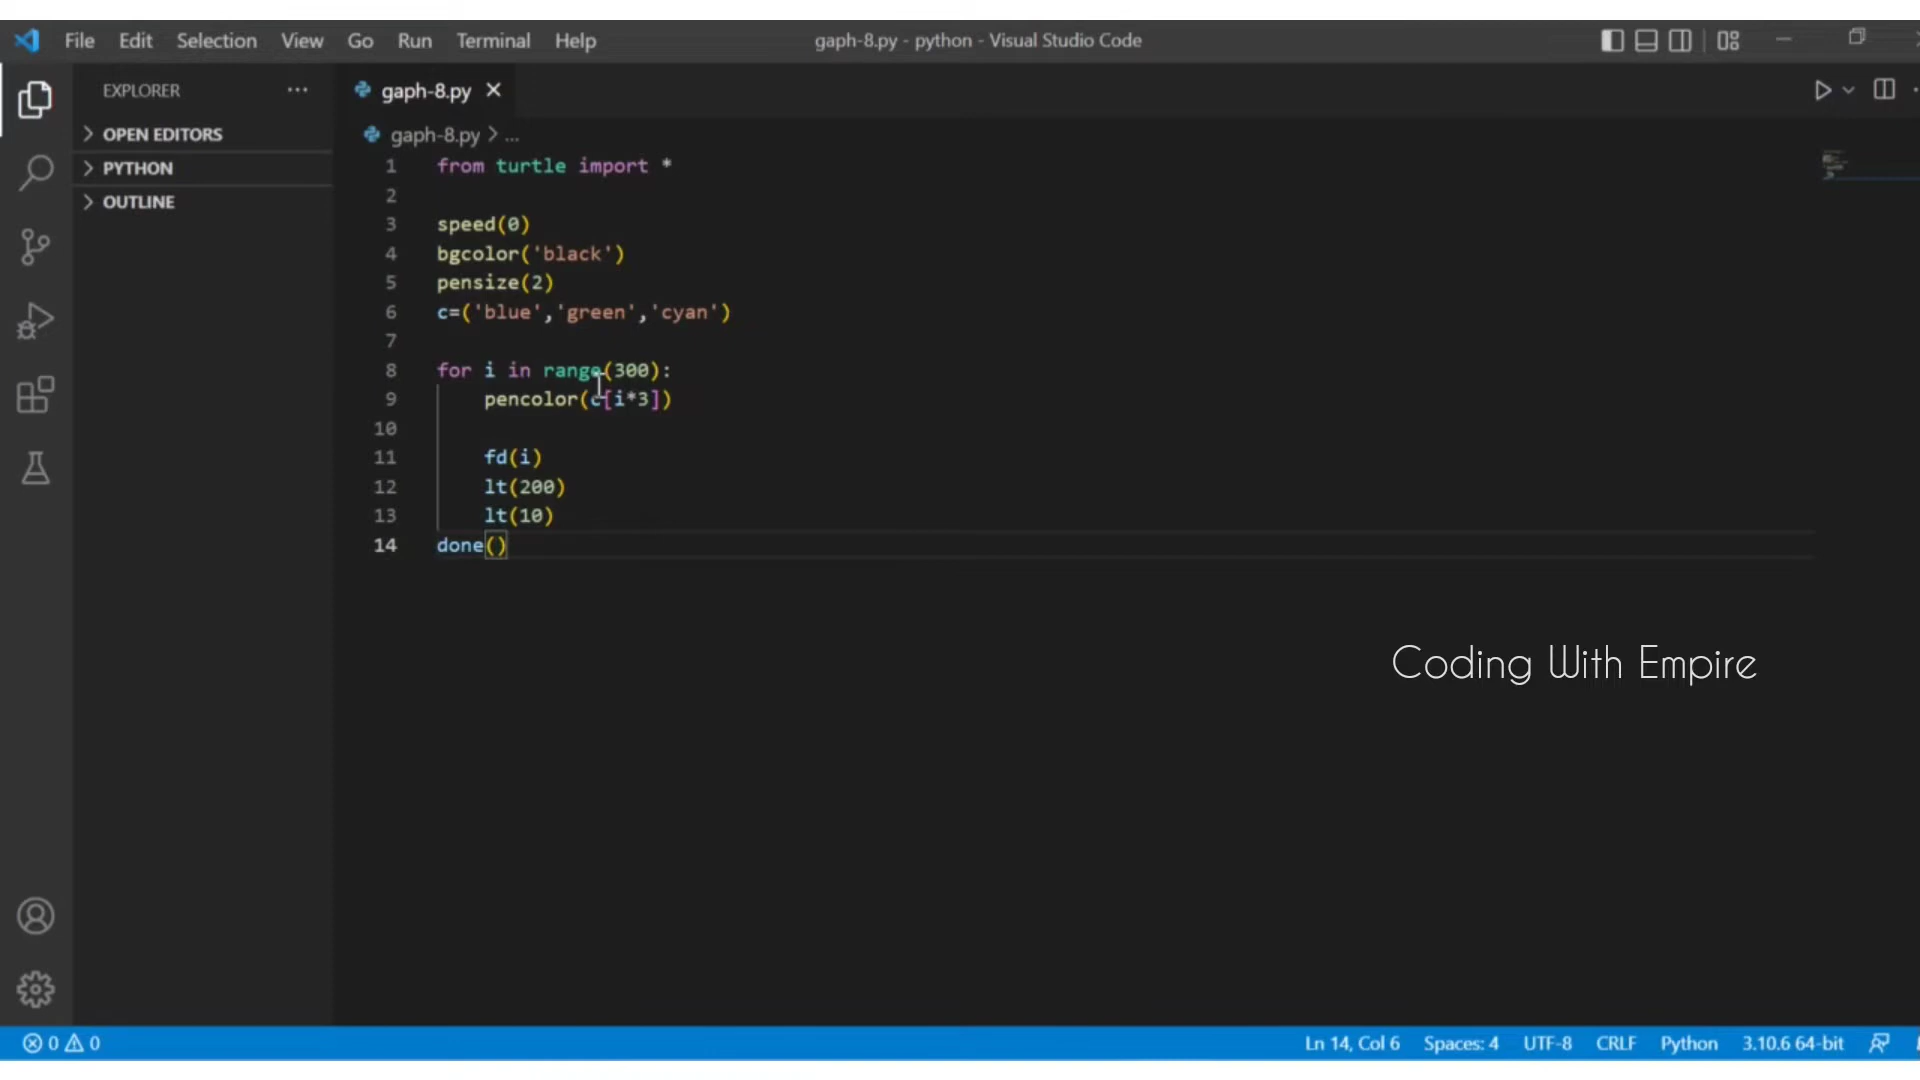 File Edit Selection View Go Run Terminal Help gaph-8.py - python - Visual Studio Code
EXPLORER ... gaph-8.py
OPEN EDITORS
gaph-8.py > ...
PYTHON
OUTLINE
1 from turtle import *
2
3 speed(0)
4 bgcolor('black')
5 pensize(2)
6 c=('blue','green','cyan')
7
8 for i in range(300):
9 pencolor(c[i*3])
10
11 fd(i)
12 lt(200)
13 lt(10)
14 done()
Coding With Empire
0 0 Ln 14, Col 6 Spaces: 4 UTF-8 CRLF Python 3.10.6 64-bit